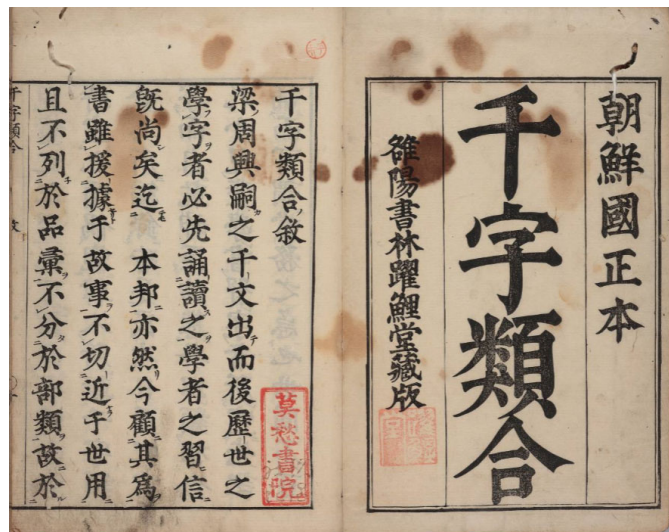 朝鮮國正本
千字類合
雒陽書林躍鯉堂藏版
千字類合敘
梁周興嗣之千文出而後歷世之
學字者必先誦讀之學者之習信
旣尚矣迄　本邦亦然今顧其爲
書雖援據于故事不切近于世用
且不列於品彙不分於部類故於
莫愁書院
千字類合